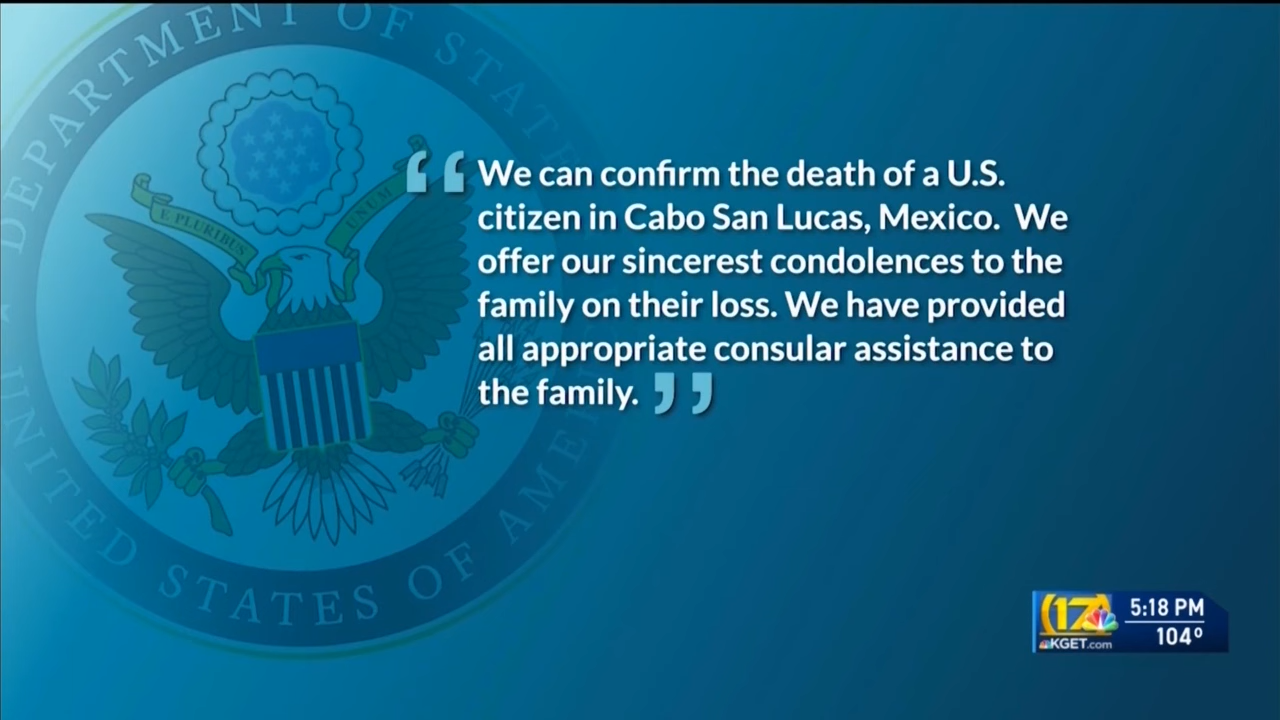 DEPARTMENT OF STATE
E PLURIBUS UNUM
“ We can confirm the death of a U.S.
citizen in Cabo San Lucas, Mexico.  We
offer our sincerest condolences to the
family on their loss. We have provided
all appropriate consular assistance to
the family. ”
UNITED STATES OF AMERICA
17
KGET.com
5:18 PM
104º